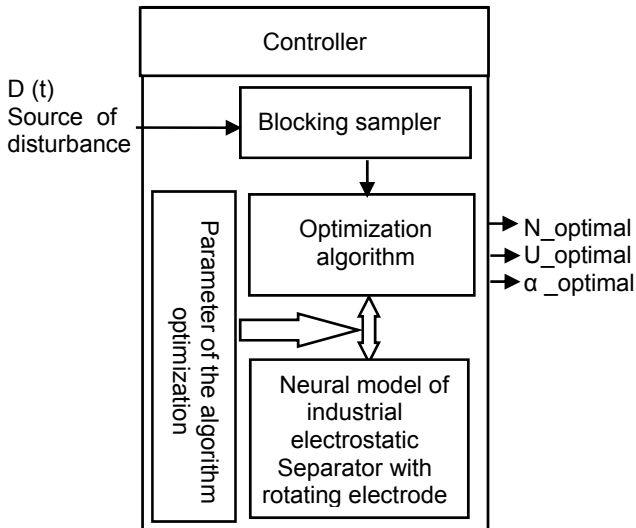 Controller
D (t)
Source of
disturbance
Blocking sampler
Optimization
algorithm
N_optimal
U_optimal
α _optimal
Parameter of the algorithm
optimization
Neural model of
industrial
electrostatic
Separator with
rotating electrode